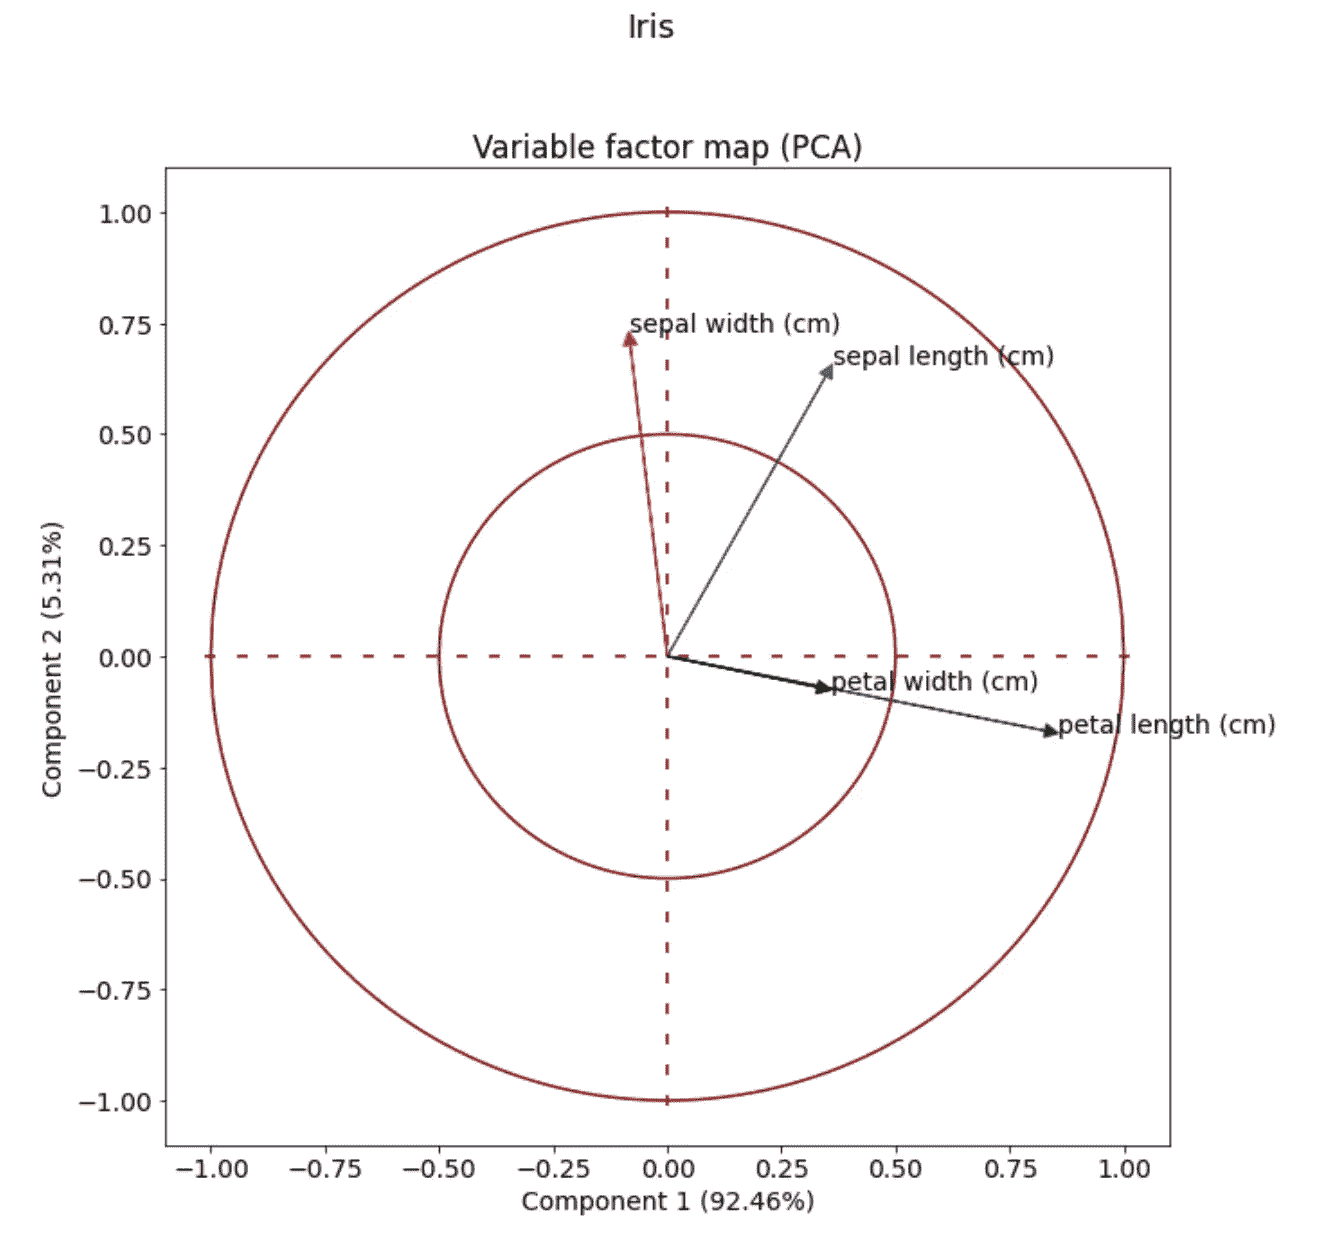 Iris
Variable factor map (PCA)
1.00
0.75
0.50
0.25
0.00
−0.25
−0.50
−0.75
−1.00
Component 2 (5.31%)
sepal width (cm)
sepal length (cm)
petal width (cm)
petal length (cm)
−1.00 −0.75 −0.50 −0.25 0.00 0.25 0.50 0.75 1.00
Component 1 (92.46%)